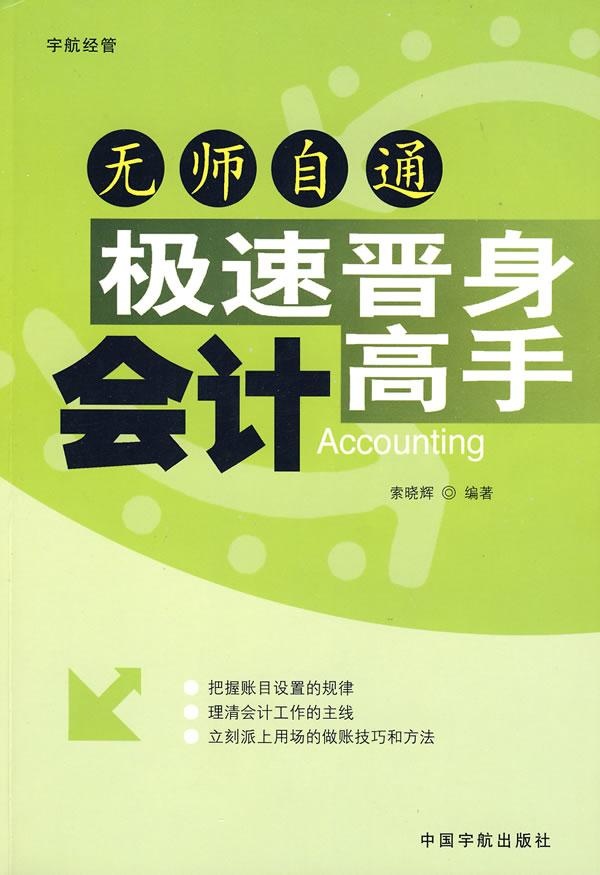 宇航经管
无师自通
极速晋身
会计高手
Accounting
索晓辉 ◎ 编著
把握账目设置的规律
理清会计工作的主线
立刻派上用场的做账技巧和方法
中国宇航出版社